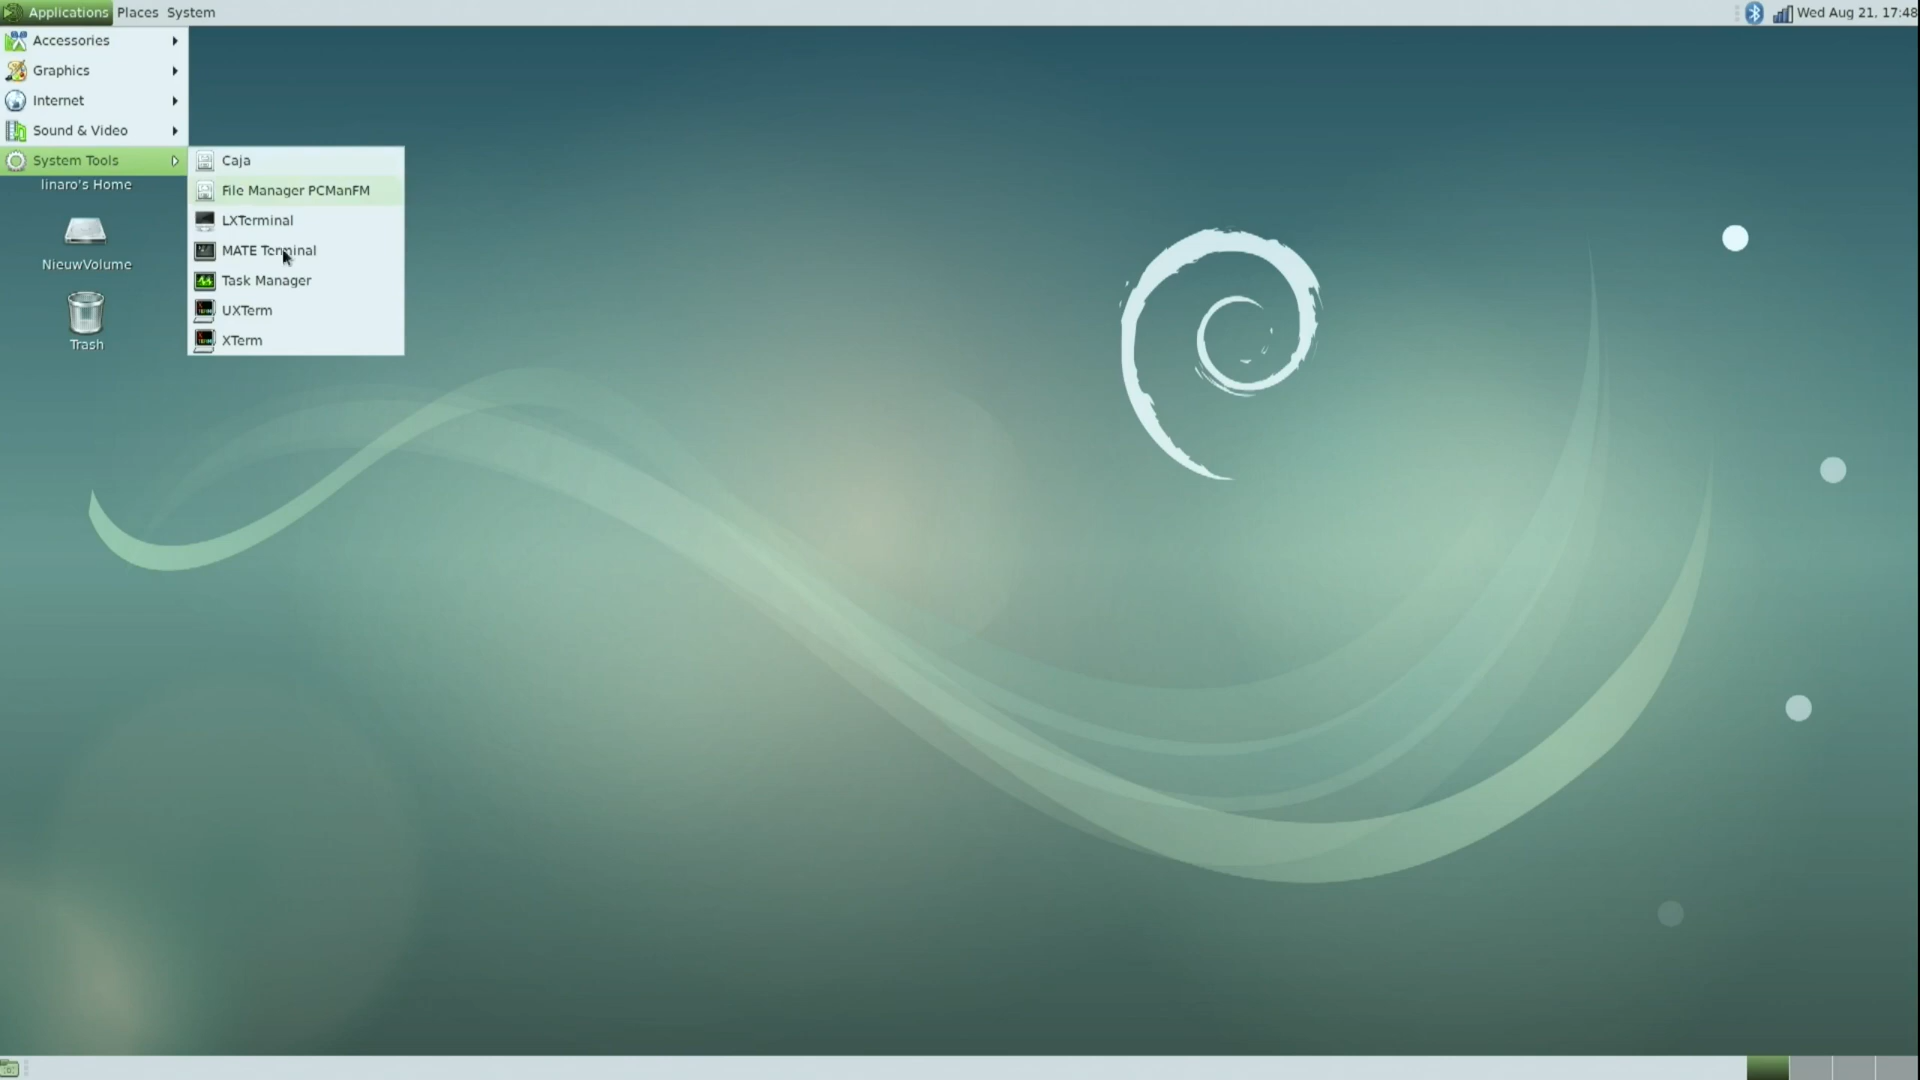 Applications Places System
Wed Aug 21, 17:48
Accessories
Graphics
Internet
Sound & Video
System Tools
Caja
File Manager PCManFM
LXTerminal
MATE Terminal
Task Manager
UXTerm
XTerm
linaro's Home
NieuwVolume
Trash